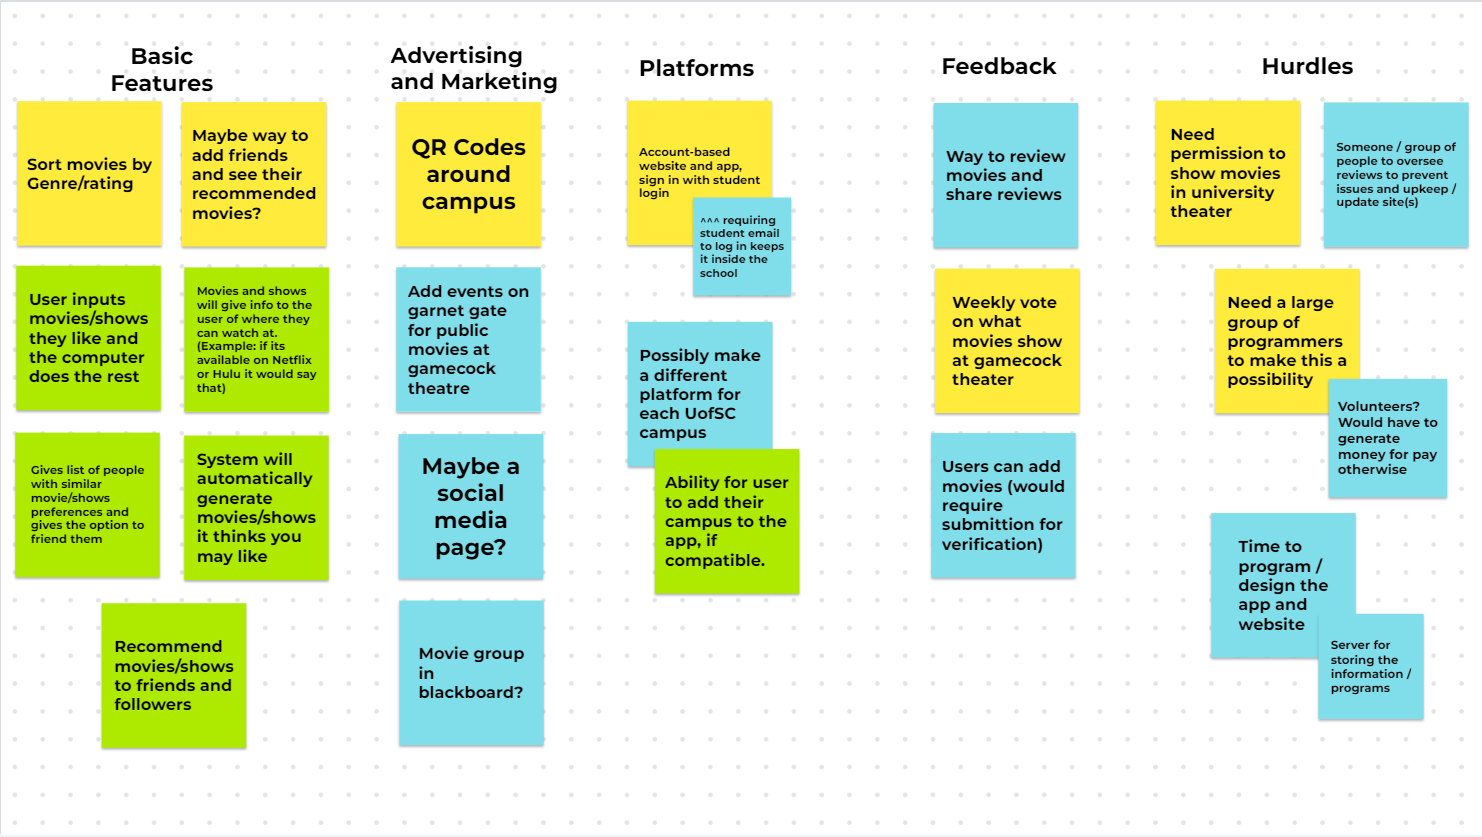 Basic
Features
Sort movies by
Genre/rating
Maybe way to
add friends
and see their
recommended
movies?
User inputs
movies/shows
they like and
the computer
does the rest
Movies and shows
will give info to the
user of where they
can watch at.
(Example: if its
available on Netflix
or Hulu it would say
that)
Gives list of people
with similar
movie/shows
preferences and
gives the option to
friend them
System will
automatically
generate
movies/shows
it thinks you
may like
Recommend
movies/shows
to friends and
followers
Advertising
and Marketing
QR Codes
around
campus
Add events on
garnet gate
for public
movies at
gamecock
theatre
Maybe a
social
media
page?
Movie group
in
blackboard?
Platforms
Account-based
website and app,
sign in with student
login
^^^ requiring
student email
to log in keeps
it inside the
school
Possibly make
a different
platform for
each UofSC
campus
Ability for user
to add their
campus to the
app, if
compatible.
Feedback
Way to review
movies and
share reviews
Weekly vote
on what
movies show
at gamecock
theater
Users can add
movies (would
require
submittion for
verification)
Hurdles
Need
permission to
show movies
in university
theater
Someone / group of
people to oversee
reviews to prevent
issues and upkeep /
update site(s)
Need a large
group of
programmers
to make this a
possibility
Volunteers?
Would have to
generate
money for pay
otherwise
Time to
program /
design the
app and
website
Server for
storing the
information /
programs